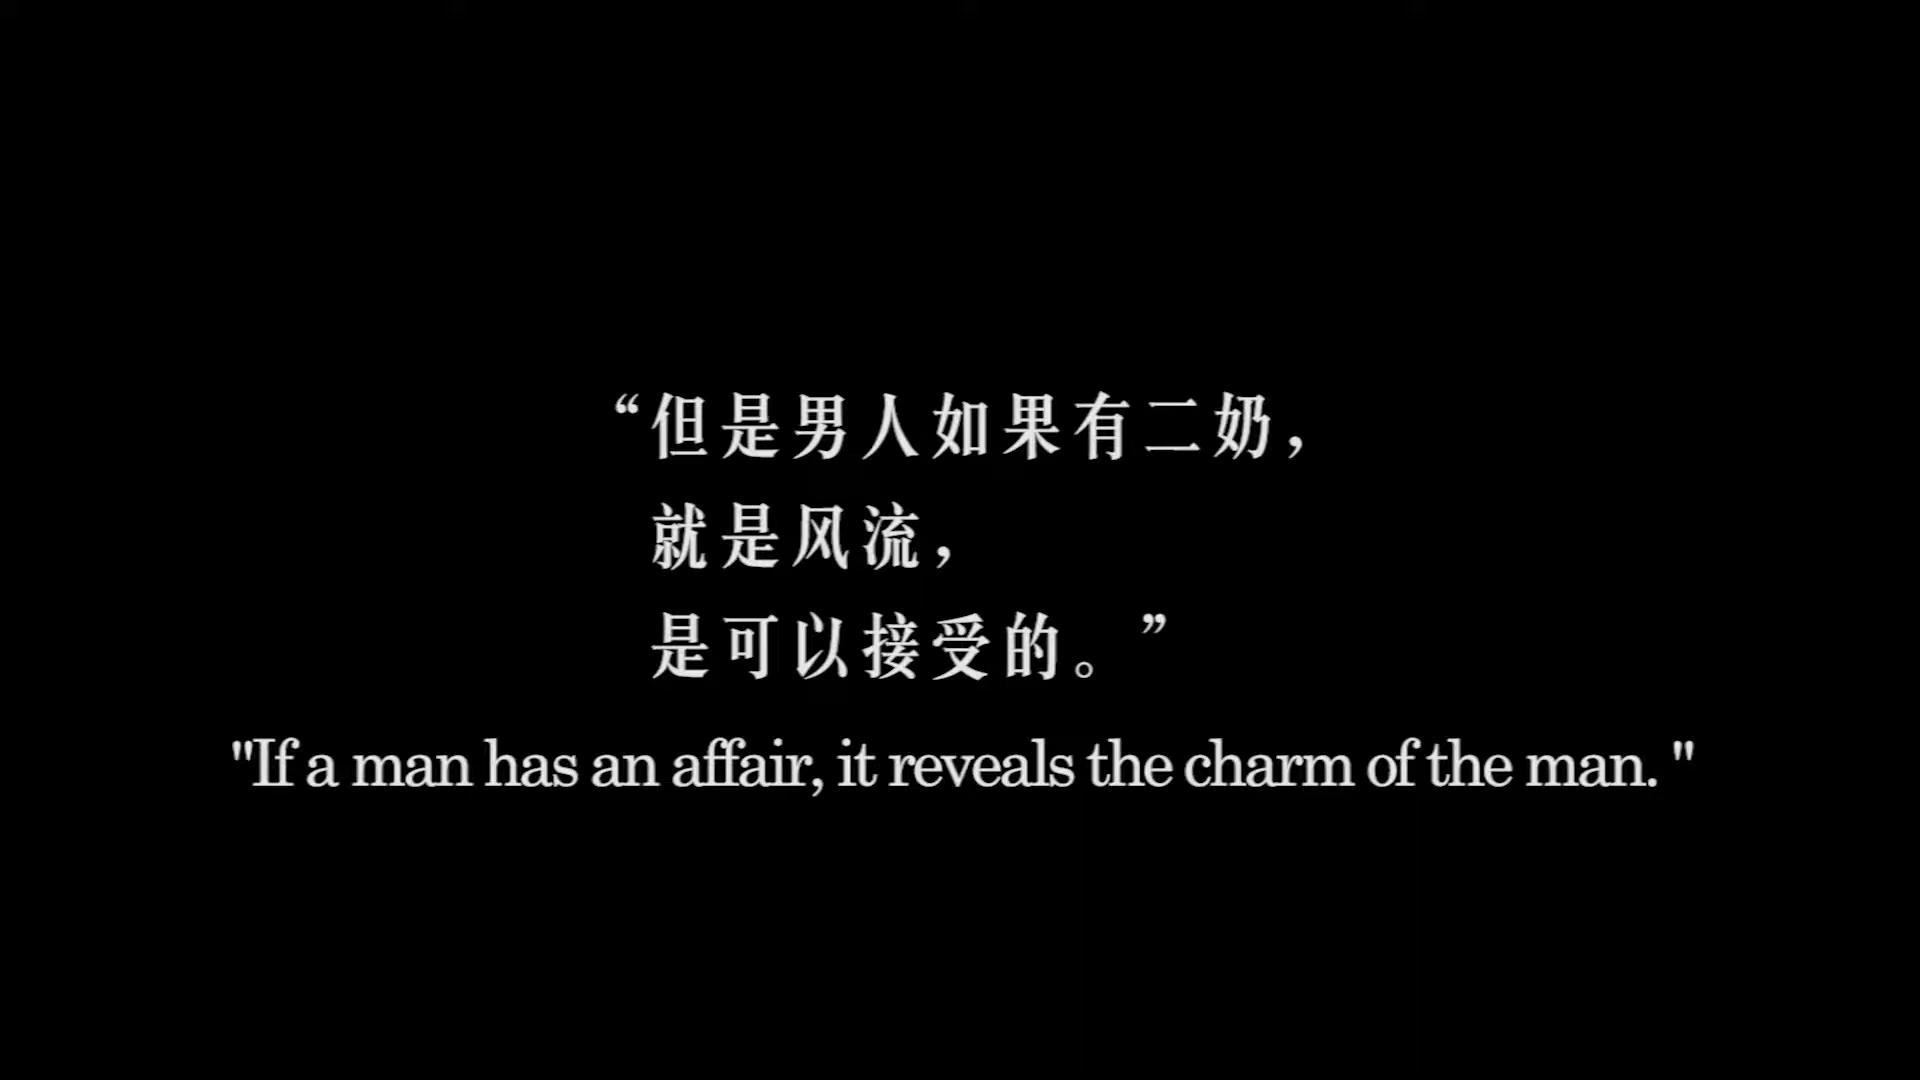 “但是男人如果有二奶，
就是风流，
是可以接受的。”
"If a man has an affair, it reveals the charm of the man. "